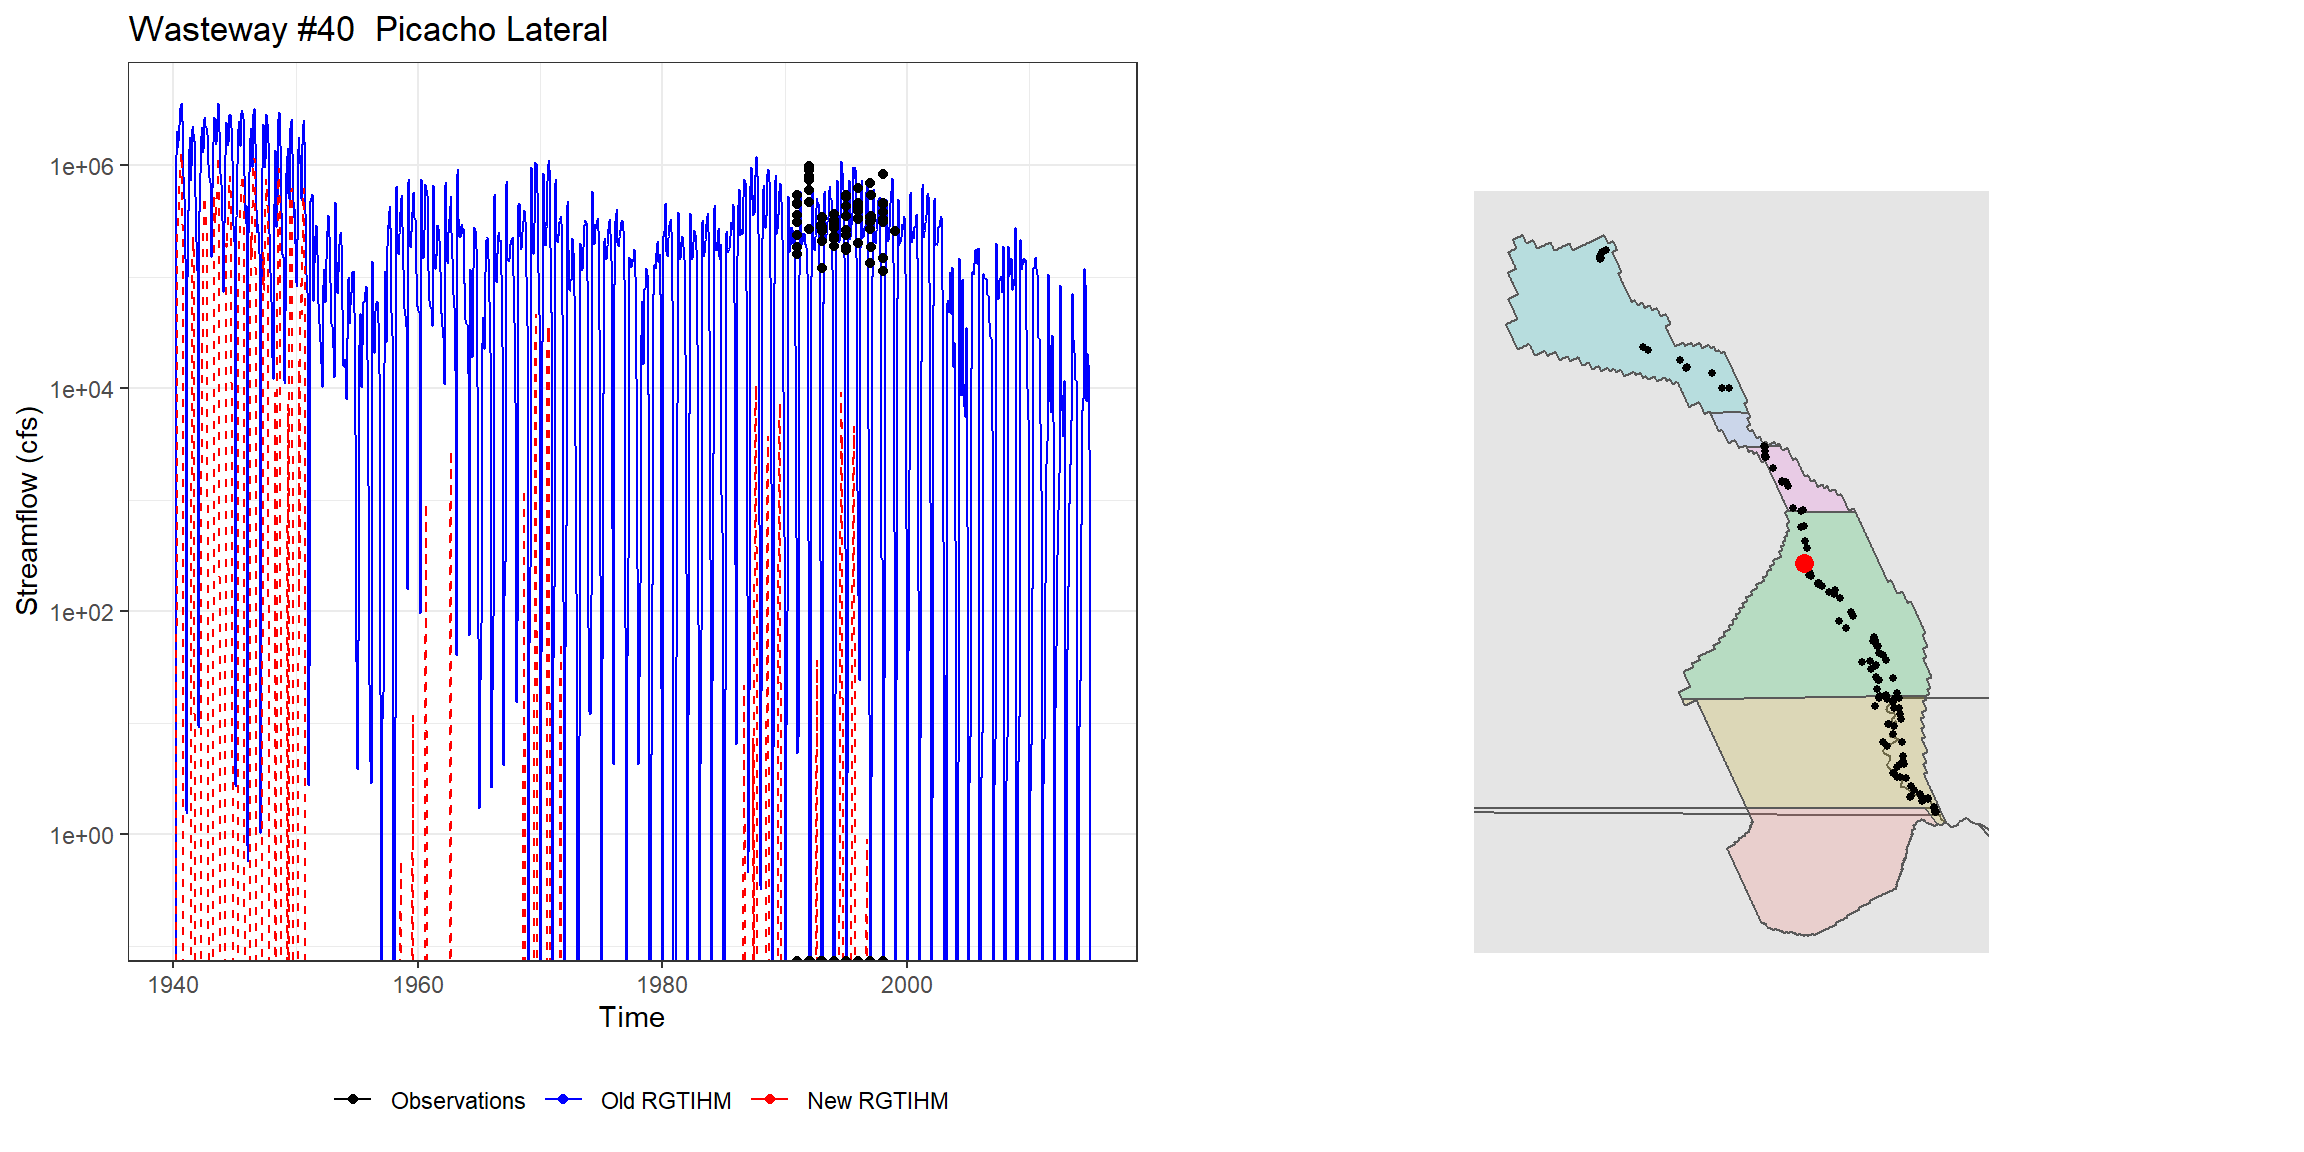 Wasteway #40  Picacho Lateral
Streamflow (cfs)
1e+06
1e+04
1e+02
1e+00
1940 1960 1980 2000
Time
Observations Old RGTIHM New RGTIHM